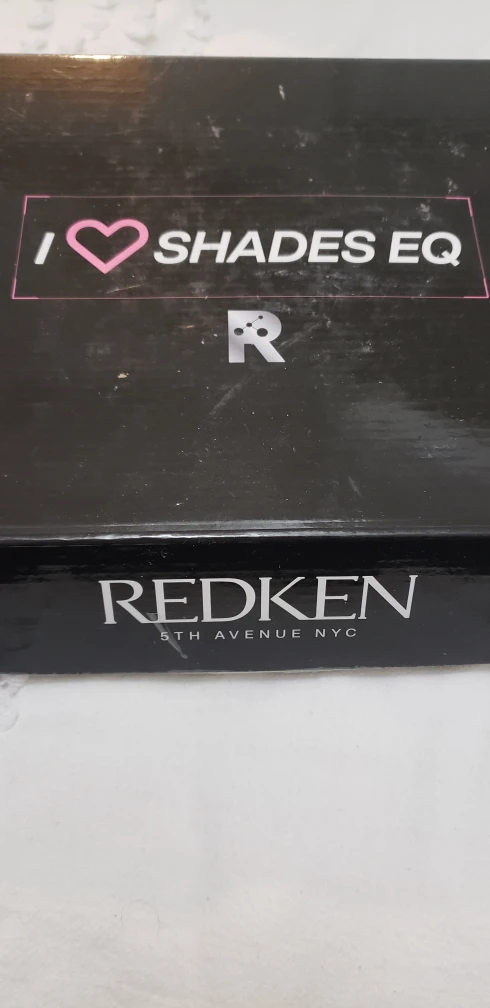 I ♡ SHADES EQ
R
REDKEN
5TH AVENUE NYC